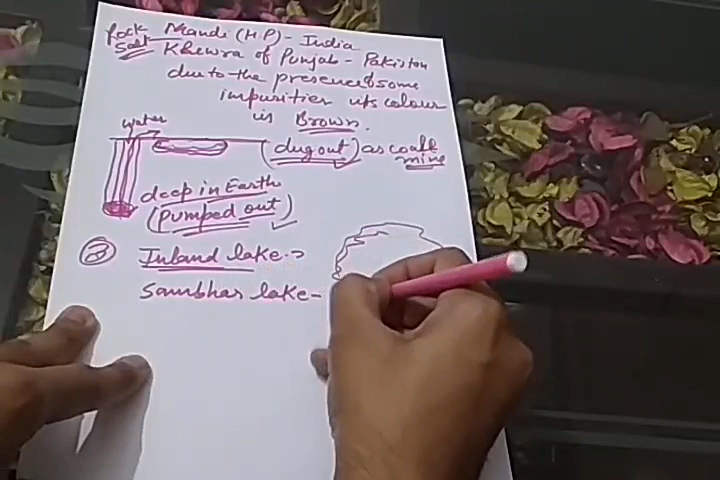 Rock Mandi (H.P) - India
Salt Khewra of Punjab - Pakistan
due to the presence of some
impurities its colour
is Brown.
water
(dug out) as coal
mine
deep in Earth
(pumped out)
3 Inland lake ->
Sambhar lake -